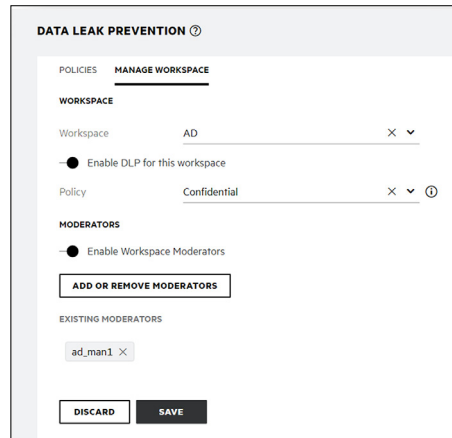 DATA LEAK PREVENTION ?
POLICIES MANAGE WORKSPACE
WORKSPACE
Workspace AD
Enable DLP for this workspace
Policy Confidential
MODERATORS
Enable Workspace Moderators
ADD OR REMOVE MODERATORS
EXISTING MODERATORS
ad_man1
DISCARD SAVE